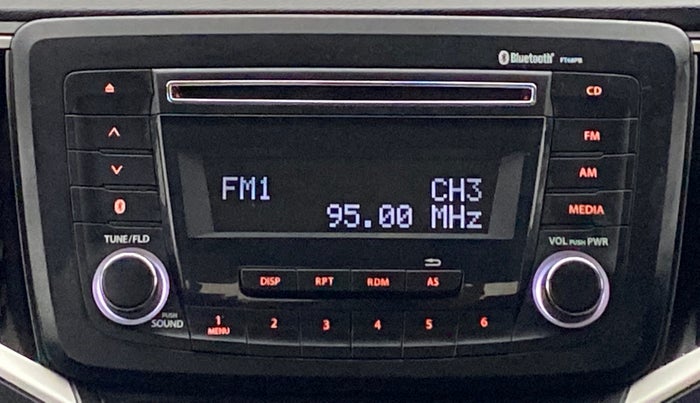 Bluetooth®
CD
FM
AM
MEDIA
FM1 CH3
95.00 MHz
TUNE/FLD
VOL PUSH PWR
DISP RPT RDM AS
PUSH
SOUND
1 2 3 4 5 6
MENU